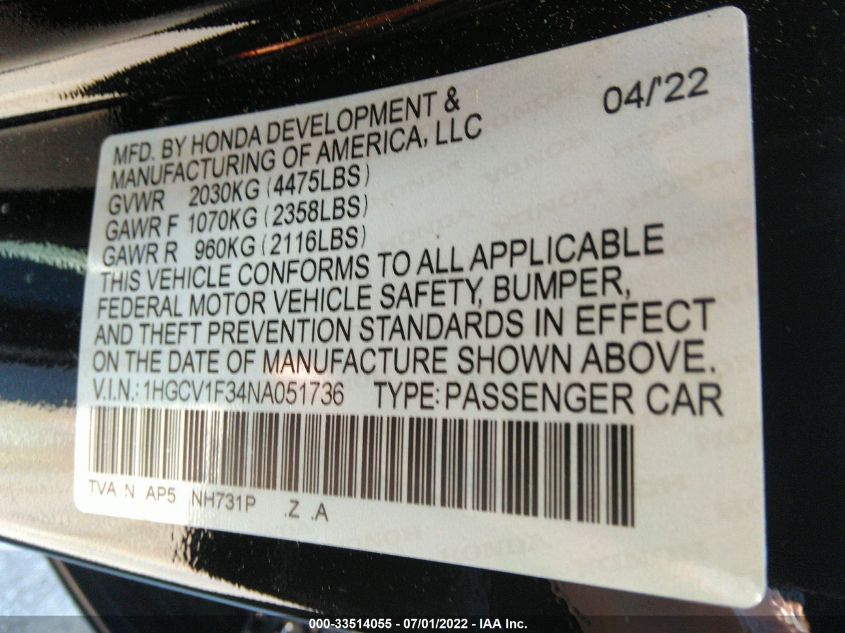 04/'22
MFD. BY HONDA DEVELOPMENT &
MANUFACTURING OF AMERICA, LLC
GVWR 2030KG (4475LBS)
GAWR F 1070KG (2358LBS)
GAWR R 960KG (2116LBS)
THIS VEHICLE CONFORMS TO ALL APPLICABLE
FEDERAL MOTOR VEHICLE SAFETY, BUMPER,
AND THEFT PREVENTION STANDARDS IN EFFECT
ON THE DATE OF MANUFACTURE SHOWN ABOVE.
V.I.N.: 1HGCV1F34NA051736 TYPE: PASSENGER CAR
TVA N AP5 NH731P .Z .A
HONDA
000-33514055 - 07/01/2022 - IAA Inc.